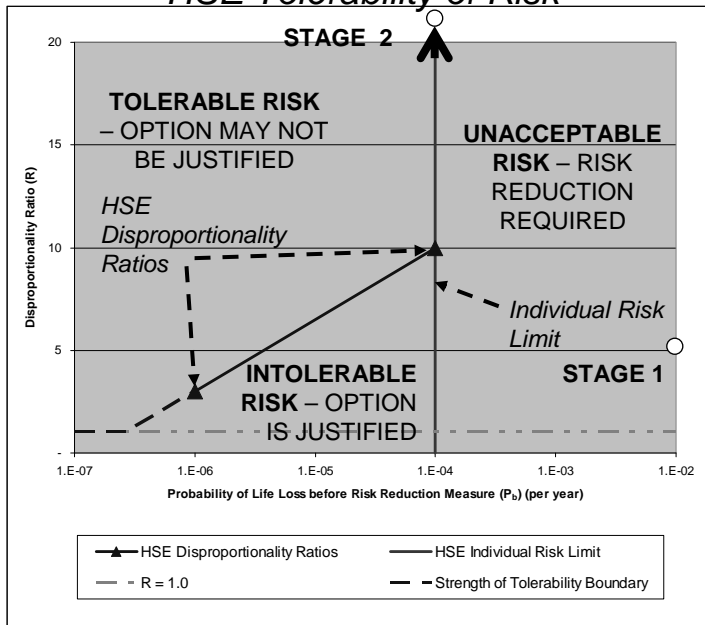 HSE Tolerability of Risk
STAGE 2
20
15
10
5
-
Disproportionality Ratio (R)
TOLERABLE RISK
– OPTION MAY NOT
BE JUSTIFIED
UNACCEPTABLE
RISK – RISK
REDUCTION
REQUIRED
HSE
Disproportionality
Ratios
Individual Risk
Limit
STAGE 1
INTOLERABLE
RISK – OPTION
IS JUSTIFIED
1.E-07
1.E-06
1.E-05
1.E-04
1.E-03
1.E-02
Probability of Life Loss before Risk Reduction Measure (Pb) (per year)
HSE Disproportionality Ratios
HSE Individual Risk Limit
R = 1.0
Strength of Tolerability Boundary